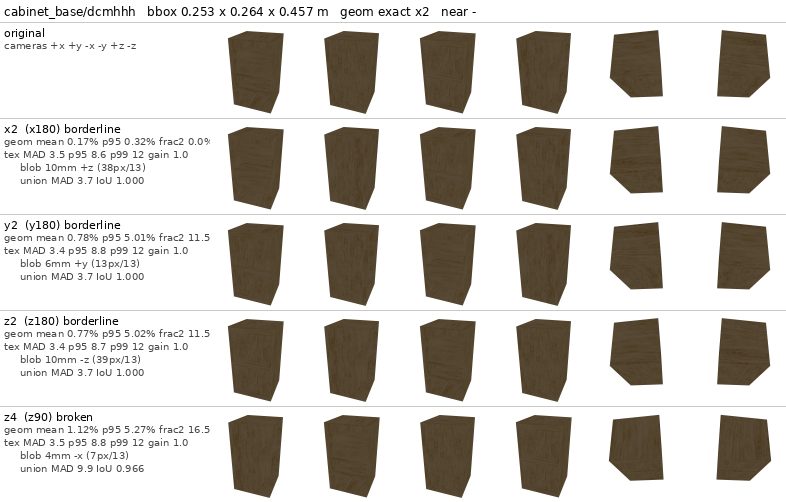 cabinet_base/dcmhhh bbox 0.253 x 0.264 x 0.457 m geom exact x2 near -
original
cameras +x +y -x -y +z -z
x2 (x180) borderline
geom mean 0.17% p95 0.32% frac2 0.0%
tex MAD 3.5 p95 8.6 p99 12 gain 1.0
blob 10mm +z (38px/13)
union MAD 3.7 IoU 1.000
y2 (y180) borderline
geom mean 0.78% p95 5.01% frac2 11.5
tex MAD 3.4 p95 8.8 p99 12 gain 1.0
blob 6mm +y (13px/13)
union MAD 3.7 IoU 1.000
z2 (z180) borderline
geom mean 0.77% p95 5.02% frac2 11.5
tex MAD 3.4 p95 8.7 p99 12 gain 1.0
blob 10mm -z (39px/13)
union MAD 3.7 IoU 1.000
z4 (z90) broken
geom mean 1.12% p95 5.27% frac2 16.5
tex MAD 3.5 p95 8.8 p99 12 gain 1.0
blob 4mm -x (7px/13)
union MAD 9.9 IoU 0.966